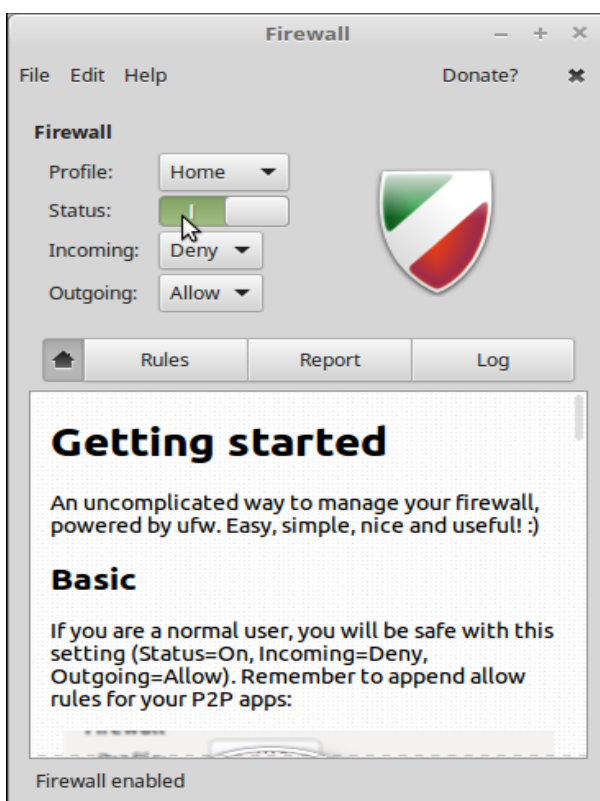 Firewall
File Edit Help Donate?
Firewall
Profile: Home
Status:
Incoming: Deny
Outgoing: Allow
Rules Report Log
Getting started
An uncomplicated way to manage your firewall,
powered by ufw. Easy, simple, nice and useful! :)
Basic
If you are a normal user, you will be safe with this
setting (Status=On, Incoming=Deny,
Outgoing=Allow). Remember to append allow
rules for your P2P apps:
Firewall enabled